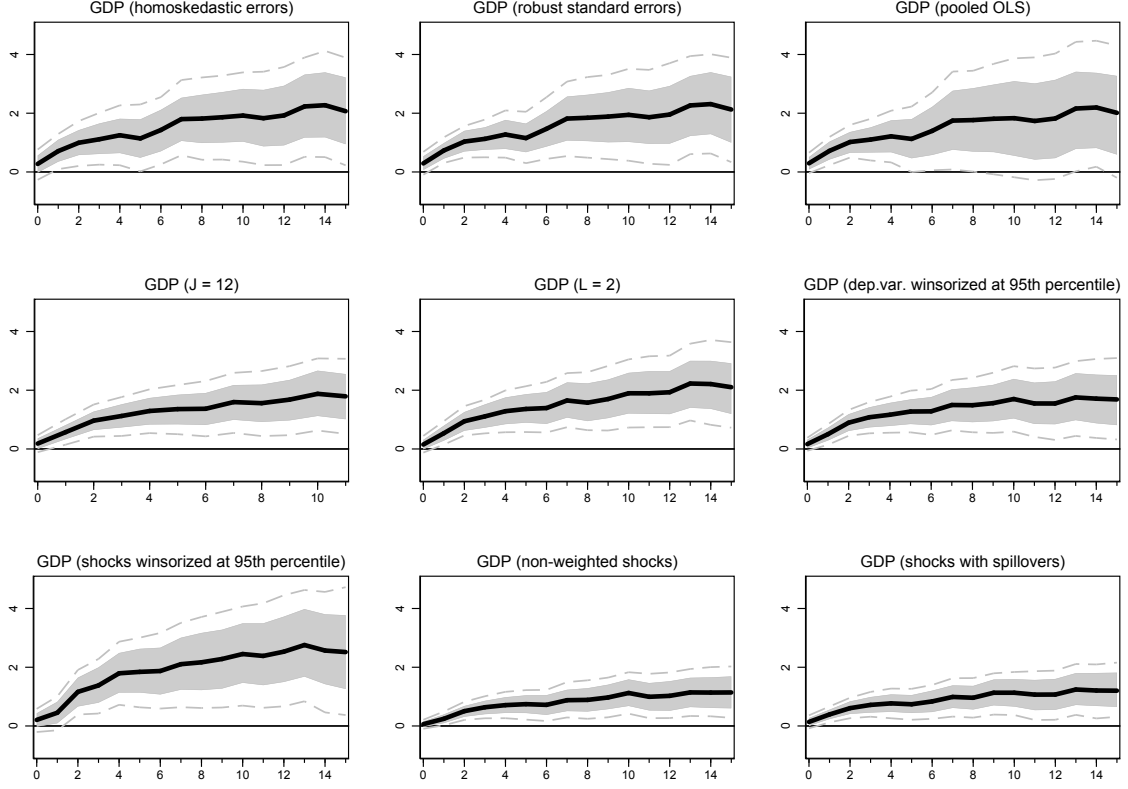 GDP (homoskedastic errors) GDP (robust standard errors) GDP (pooled OLS)
4 4 4
2 2 2
0 0 0
0 2 4 6 8 10 12 14 0 2 4 6 8 10 12 14 0 2 4 6 8 10 12 14
GDP (J = 12) GDP (L = 2) GDP (dep.var. winsorized at 95th percentile)
4 4 4
2 2 2
0 0 0
0 2 4 6 8 10 0 2 4 6 8 10 12 14 0 2 4 6 8 10 12 14
GDP (shocks winsorized at 95th percentile) GDP (non-weighted shocks) GDP (shocks with spillovers)
4 4 4
2 2 2
0 0 0
0 2 4 6 8 10 12 14 0 2 4 6 8 10 12 14 0 2 4 6 8 10 12 14